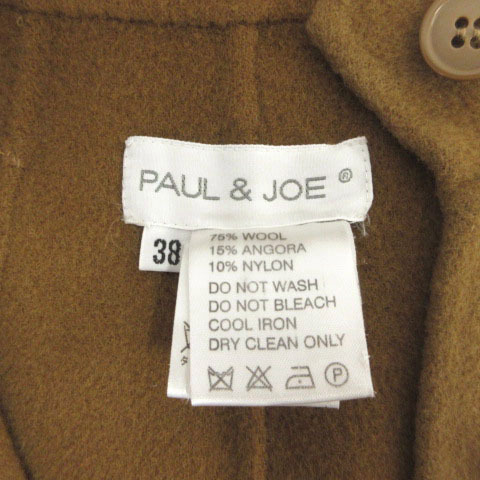 PAUL & JOE ®
38
75% WOOL
15% ANGORA
10% NYLON
DO NOT WASH
DO NOT BLEACH
COOL IRON
DRY CLEAN ONLY
P